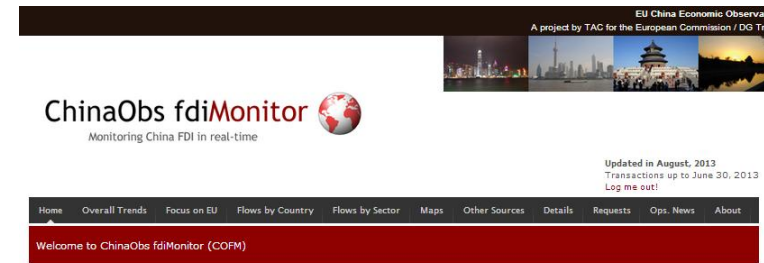 EU China Economic
A project by TAC for the European Commission / DG
ChinaObs fdiMonitor
Monitoring China FDI in real-time
Updated in August, 2013
Transactions up to June 30, 2013
Log me out!
Home Overall Trends Focus on EU Flows by Country Flows by Sector Maps Other Sources Details Requests Ops. News About
Welcome to ChinaObs fdiMonitor (COFM)